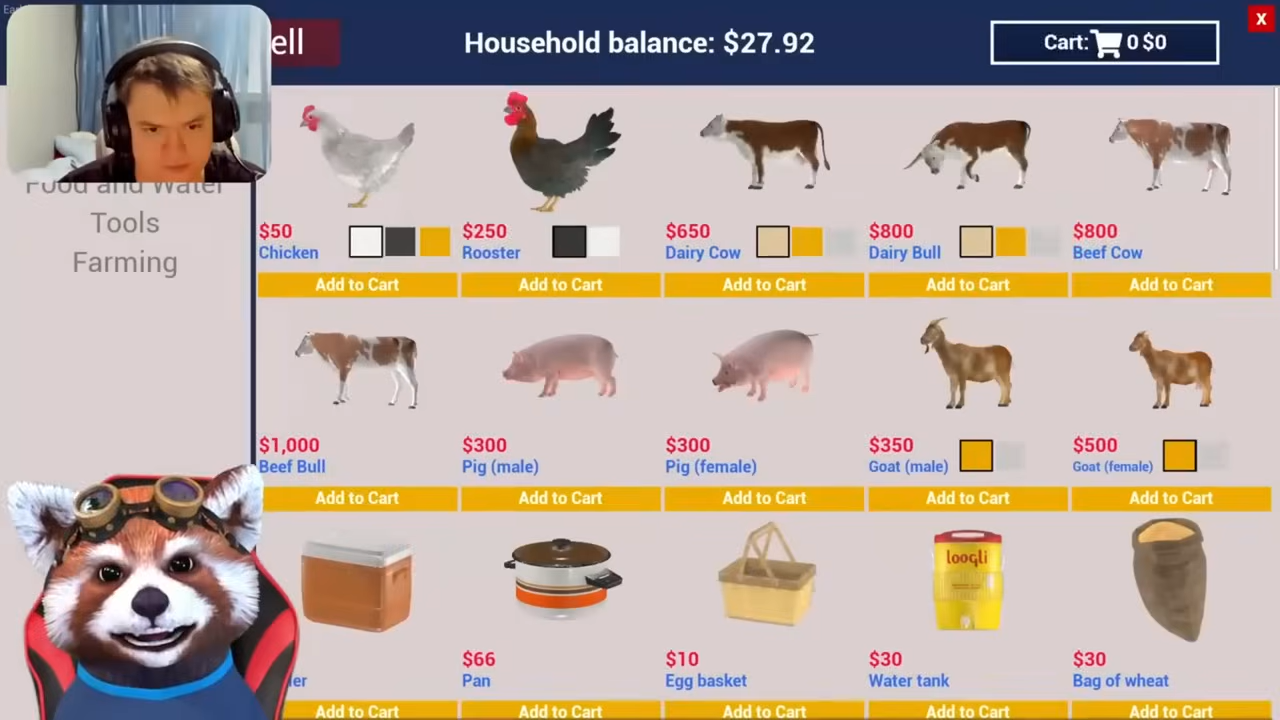 ell
Household balance: $27.92
Cart: 0 $0
X
Food and Water
Tools
Farming
$50
Chicken
$250
Rooster
$650
Dairy Cow
$800
Dairy Bull
$800
Beef Cow
Add to Cart
Add to Cart
Add to Cart
Add to Cart
Add to Cart
$1,000
Beef Bull
$300
Pig (male)
$300
Pig (female)
$350
Goat (male)
$500
Goat (female)
Add to Cart
Add to Cart
Add to Cart
Add to Cart
Add to Cart
loogli
ler
$66
Pan
$10
Egg basket
$30
Water tank
$30
Bag of wheat
Add to Cart
Add to Cart
Add to Cart
Add to Cart
Add to Cart